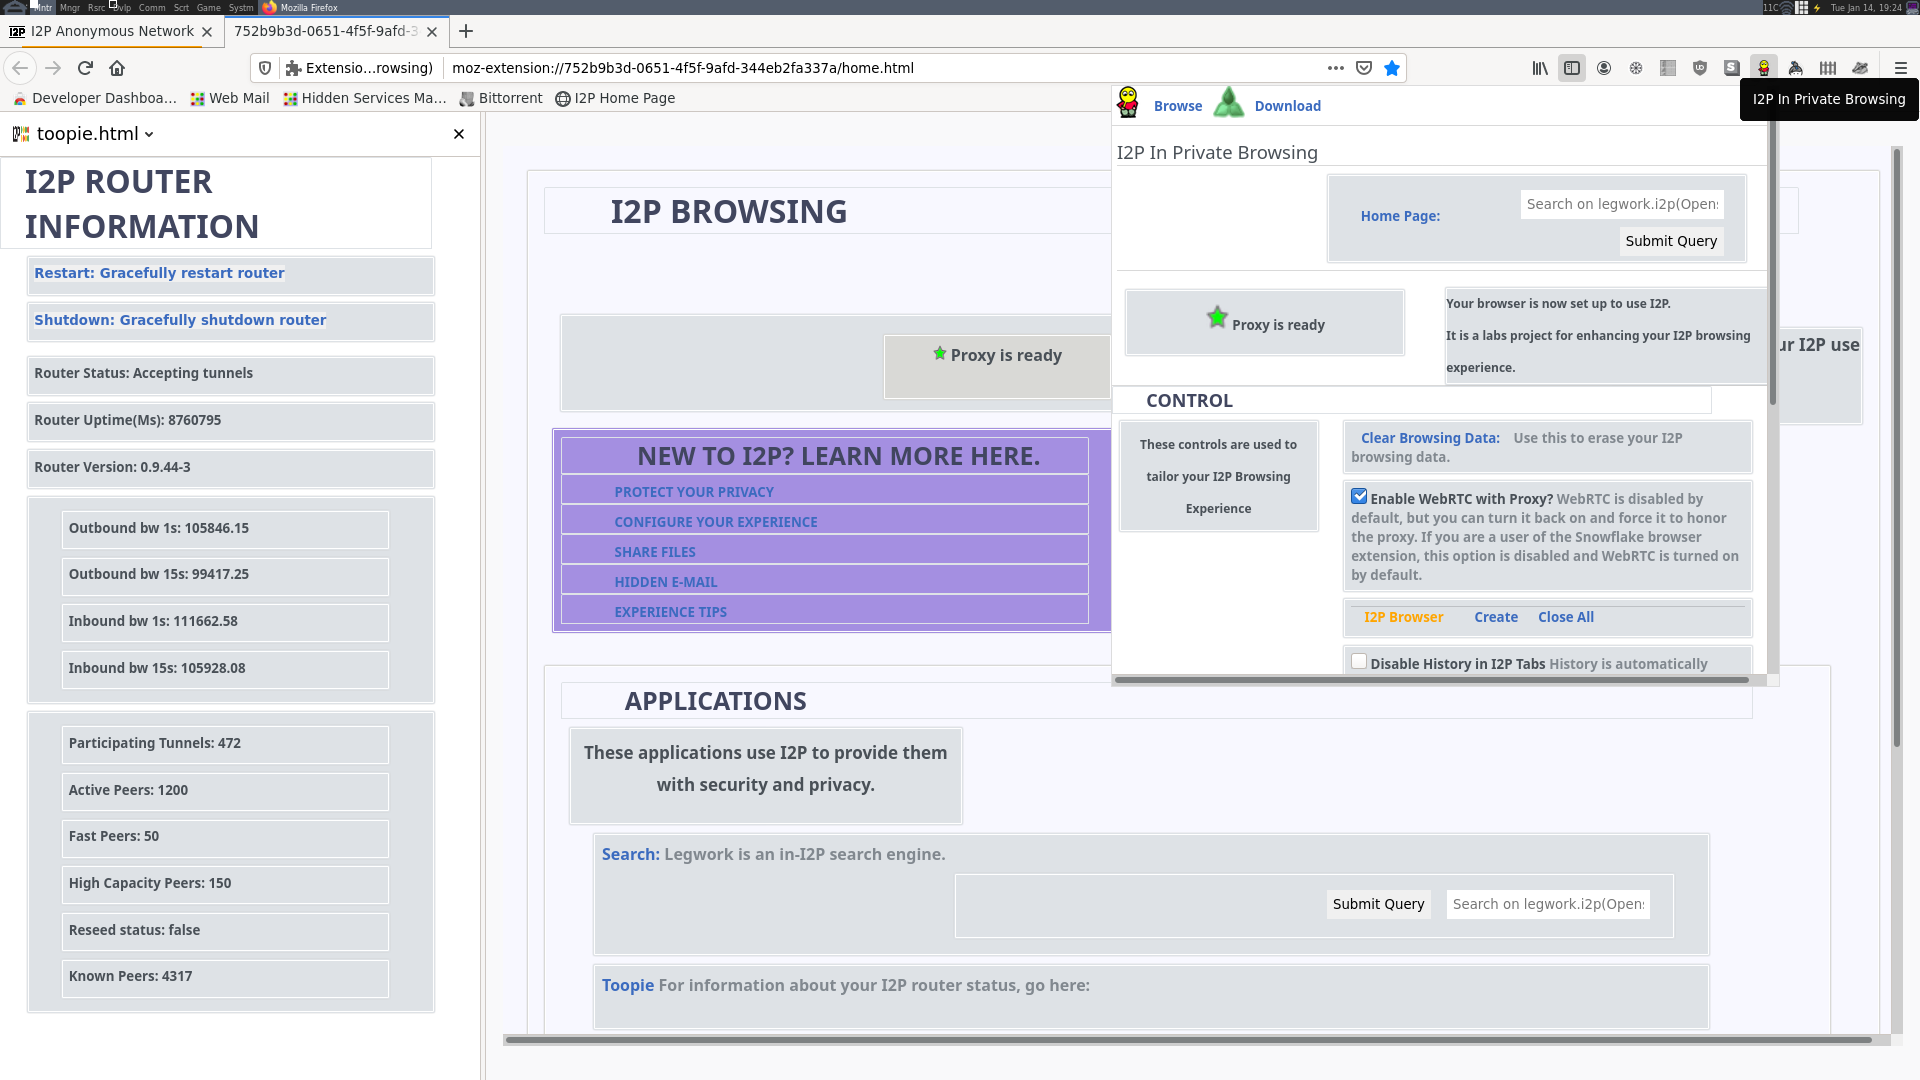 Mntr Mngr Rsrc Dvlp Comm Scrt Game Systm Mozilla Firefox
11C Tue Jan 14, 19:24
I2P I2P Anonymous Network
752b9b3d-0651-4f5f-9afd-3
Extensio...rowsing)
moz-extension://752b9b3d-0651-4f5f-9afd-344eb2fa337a/home.html
Developer Dashboa...
Web Mail
Hidden Services Ma...
Bittorrent
I2P Home Page
toopie.html
I2P ROUTER
INFORMATION
Restart: Gracefully restart router
Shutdown: Gracefully shutdown router
Router Status: Accepting tunnels
Router Uptime(Ms): 8760795
Router Version: 0.9.44-3
Outbound bw 1s: 105846.15
Outbound bw 15s: 99417.25
Inbound bw 1s: 111662.58
Inbound bw 15s: 105928.08
Participating Tunnels: 472
Active Peers: 1200
Fast Peers: 50
High Capacity Peers: 150
Reseed status: false
Known Peers: 4317
I2P BROWSING
Proxy is ready
ur I2P use
NEW TO I2P? LEARN MORE HERE.
PROTECT YOUR PRIVACY
CONFIGURE YOUR EXPERIENCE
SHARE FILES
HIDDEN E-MAIL
EXPERIENCE TIPS
APPLICATIONS
These applications use I2P to provide them
with security and privacy.
Search: Legwork is an in-I2P search engine.
Submit Query
Search on legwork.i2p(Open:
Toopie For information about your I2P router status, go here:
Browse
Download
I2P In Private Browsing
I2P In Private Browsing
Home Page:
Search on legwork.i2p(Open:
Submit Query
Proxy is ready
Your browser is now set up to use I2P.
It is a labs project for enhancing your I2P browsing
experience.
CONTROL
These controls are used to
tailor your I2P Browsing
Experience
Clear Browsing Data: Use this to erase your I2P
browsing data.
Enable WebRTC with Proxy? WebRTC is disabled by
default, but you can turn it back on and force it to honor
the proxy. If you are a user of the Snowflake browser
extension, this option is disabled and WebRTC is turned on
by default.
I2P Browser Create Close All
Disable History in I2P Tabs History is automatically